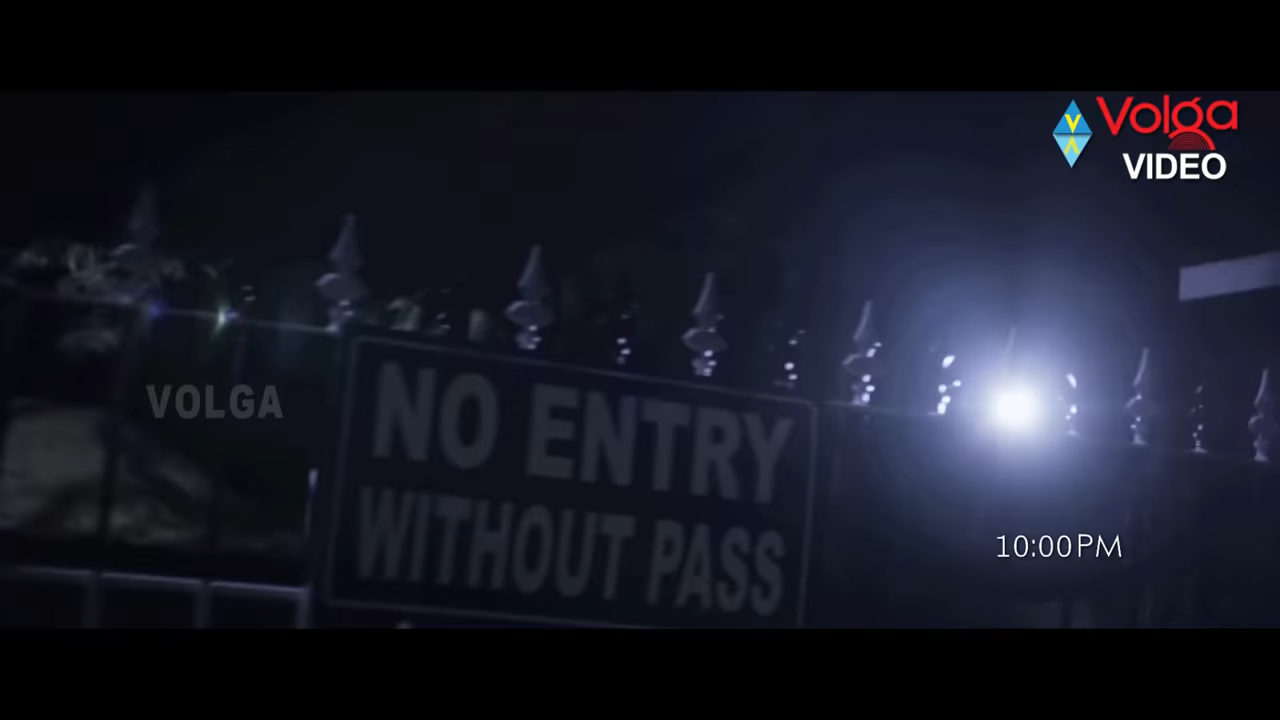 Volga
VIDEO
VOLGA
NO ENTRY
WITHOUT PASS
10:00PM